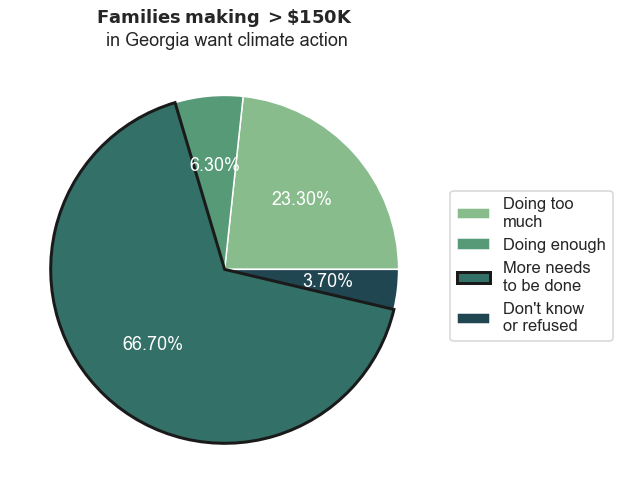 Families making > $150K
in Georgia want climate action
6.30%
23.30%
3.70%
66.70%
Doing too
much
Doing enough
More needs
to be done
Don't know
or refused